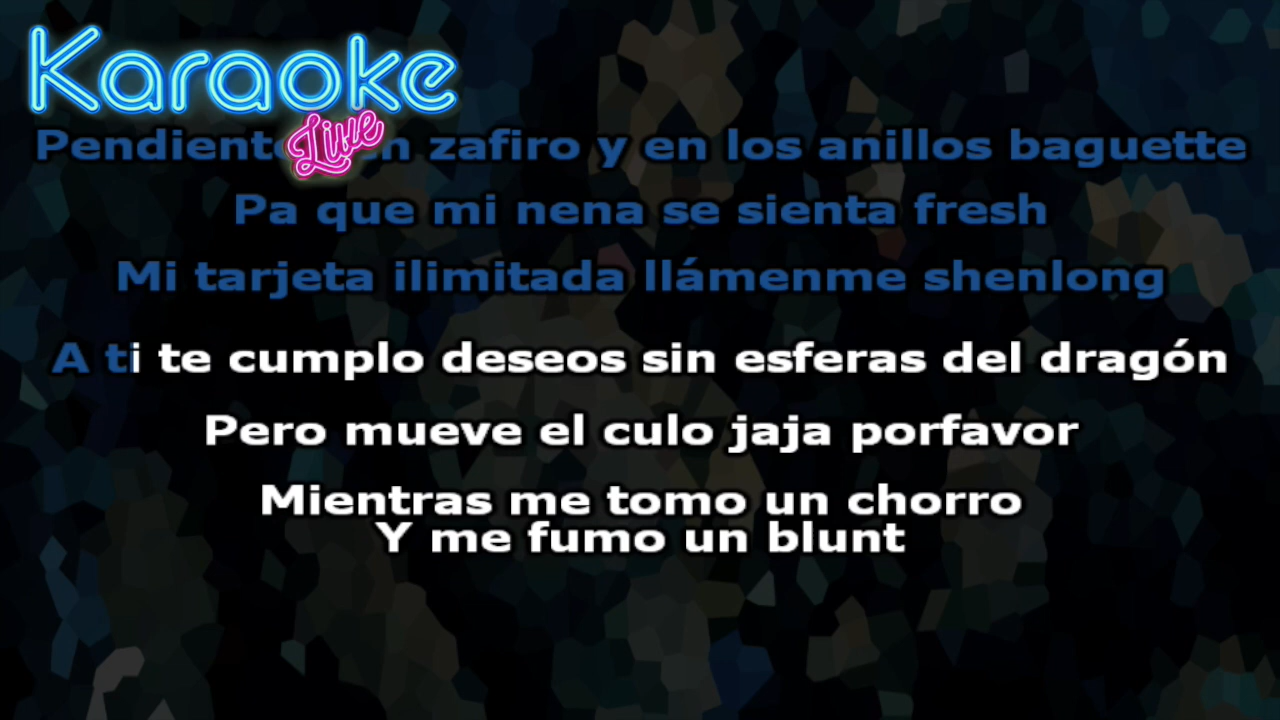 Karaoke
Live
zafiro y en los anillos baguette
Pa que mi nena se sienta fresh
Mi tarjeta ilimitada llámenme shenlong
A ti te cumplo deseos sin esferas del dragón
Pero mueve el culo jaja porfavor
Mientras me tomo un chorro
Y me fumo un blunt